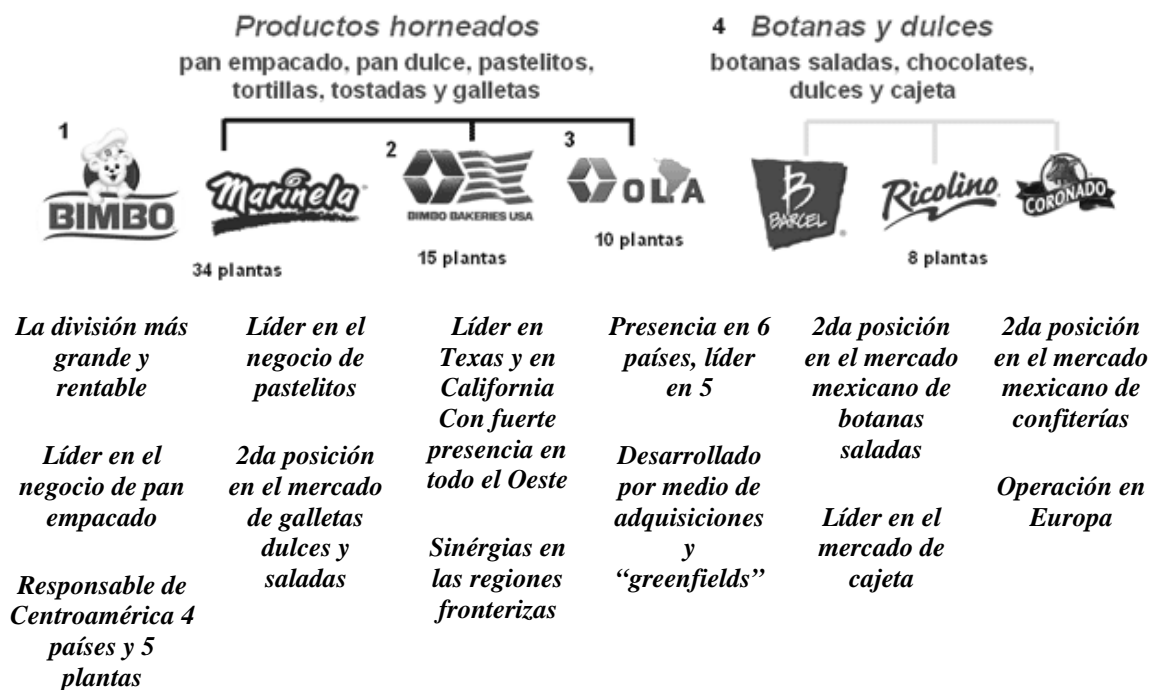 Productos horneados
pan empacado, pan dulce, pastelitos,
tortillas, tostadas y galletas
4 Botanas y dulces
botanas saladas, chocolates,
dulces y cajeta
1
BIMBO
Marinela
34 plantas
2
BIMBO BAKERIES USA
15 plantas
3
OLA
10 plantas
B
BARCEL
Ricolino
CORONADO
8 plantas
La división más
grande y
rentable
Líder en el
negocio de pan
empacado
Responsable de
Centroamérica 4
países y 5
plantas
Líder en el
negocio de
pastelitos
2da posición
en el mercado
de galletas
dulces y
saladas
Líder en
Texas y en
California
Con fuerte
presencia en
todo el Oeste
Sinérgias en
las regiones
fronterizas
Presencia en 6
países, líder
en 5
Desarrollado
por medio de
adquisiciones
y
“greenfields”
2da posición
en el mercado
mexicano de
botanas
saladas
Líder en el
mercado de
cajeta
2da posición
en el mercado
mexicano de
confiterías
Operación en
Europa